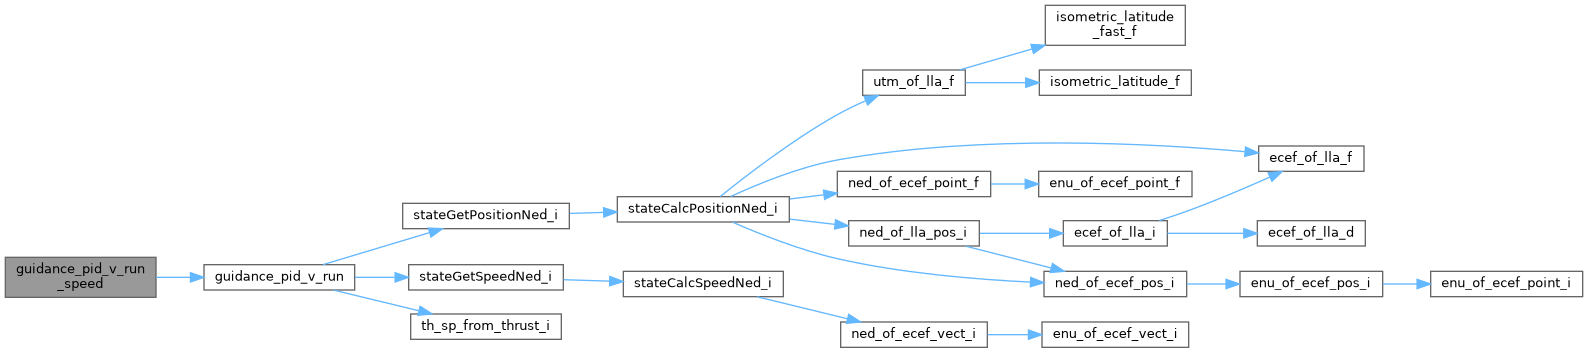 isometric_latitude
_fast_f
utm_of_lla_f
isometric_latitude_f
ecef_of_lla_f
ned_of_ecef_point_f
enu_of_ecef_point_f
stateGetPositionNed_i
stateCalcPositionNed_i
ned_of_lla_pos_i
ecef_of_lla_i
ecef_of_lla_d
guidance_pid_v_run
_speed
guidance_pid_v_run
stateGetSpeedNed_i
stateCalcSpeedNed_i
ned_of_ecef_pos_i
enu_of_ecef_pos_i
enu_of_ecef_point_i
th_sp_from_thrust_i
ned_of_ecef_vect_i
enu_of_ecef_vect_i